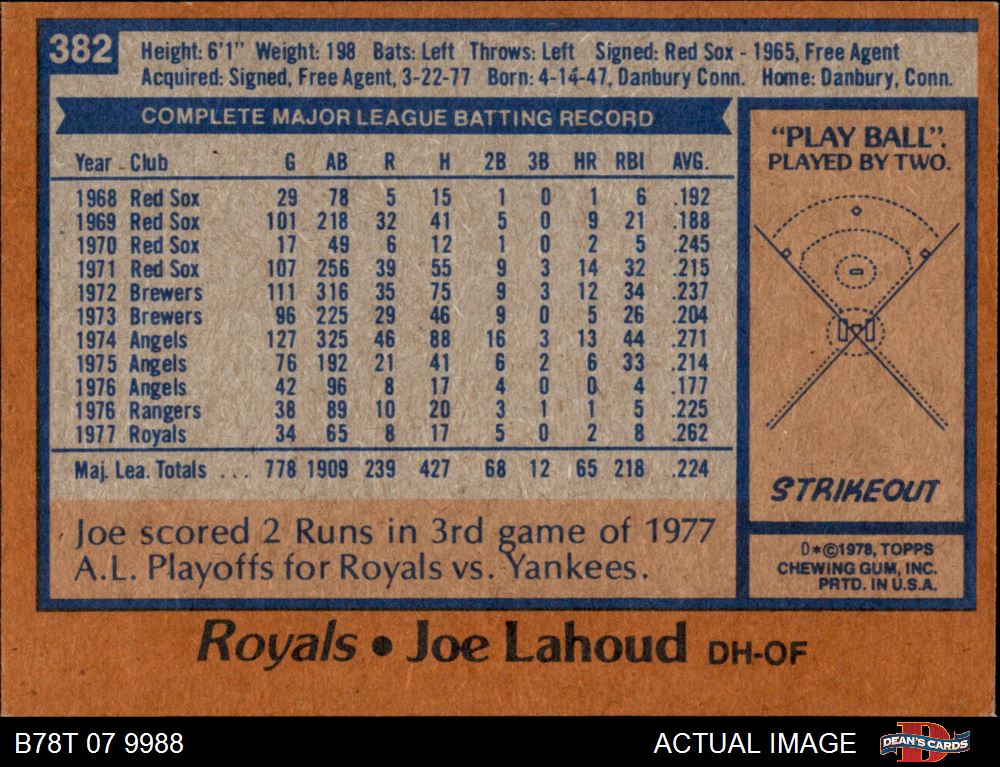 382
Height: 6'1" Weight: 198 Bats: Left Throws: Left Signed: Red Sox - 1965, Free Agent
Acquired: Signed, Free Agent, 3-22-77 Born: 4-14-47, Danbury Conn. Home: Danbury, Conn.
COMPLETE MAJOR LEAGUE BATTING RECORD
Year Club G AB R H 2B 3B HR RBI AVG.
1968 Red Sox 29 78 5 15 1 0 1 6 .192
1969 Red Sox 101 218 32 41 5 0 9 21 .188
1970 Red Sox 17 49 6 12 1 0 2 5 .245
1971 Red Sox 107 256 39 55 9 3 14 32 .215
1972 Brewers 111 316 35 75 9 3 12 34 .237
1973 Brewers 96 225 29 46 9 0 5 26 .204
1974 Angels 127 325 46 88 16 3 13 44 .271
1975 Angels 76 192 21 41 6 2 6 33 .214
1976 Angels 42 96 8 17 4 0 0 4 .177
1976 Rangers 38 89 10 20 3 1 1 5 .225
1977 Royals 34 65 8 17 5 0 2 8 .262
Maj. Lea. Totals ... 778 1909 239 427 68 12 65 218 .224
Joe scored 2 Runs in 3rd game of 1977
A.L. Playoffs for Royals vs. Yankees.
"PLAY BALL".
PLAYED BY TWO.
STRIKEOUT
D*©1978, TOPPS
CHEWING GUM, INC.
PRTD. IN U.S.A.
Royals • Joe Lahoud DH-OF
B78T 07 9988
ACTUAL IMAGE
D
DEAN'S CARDS